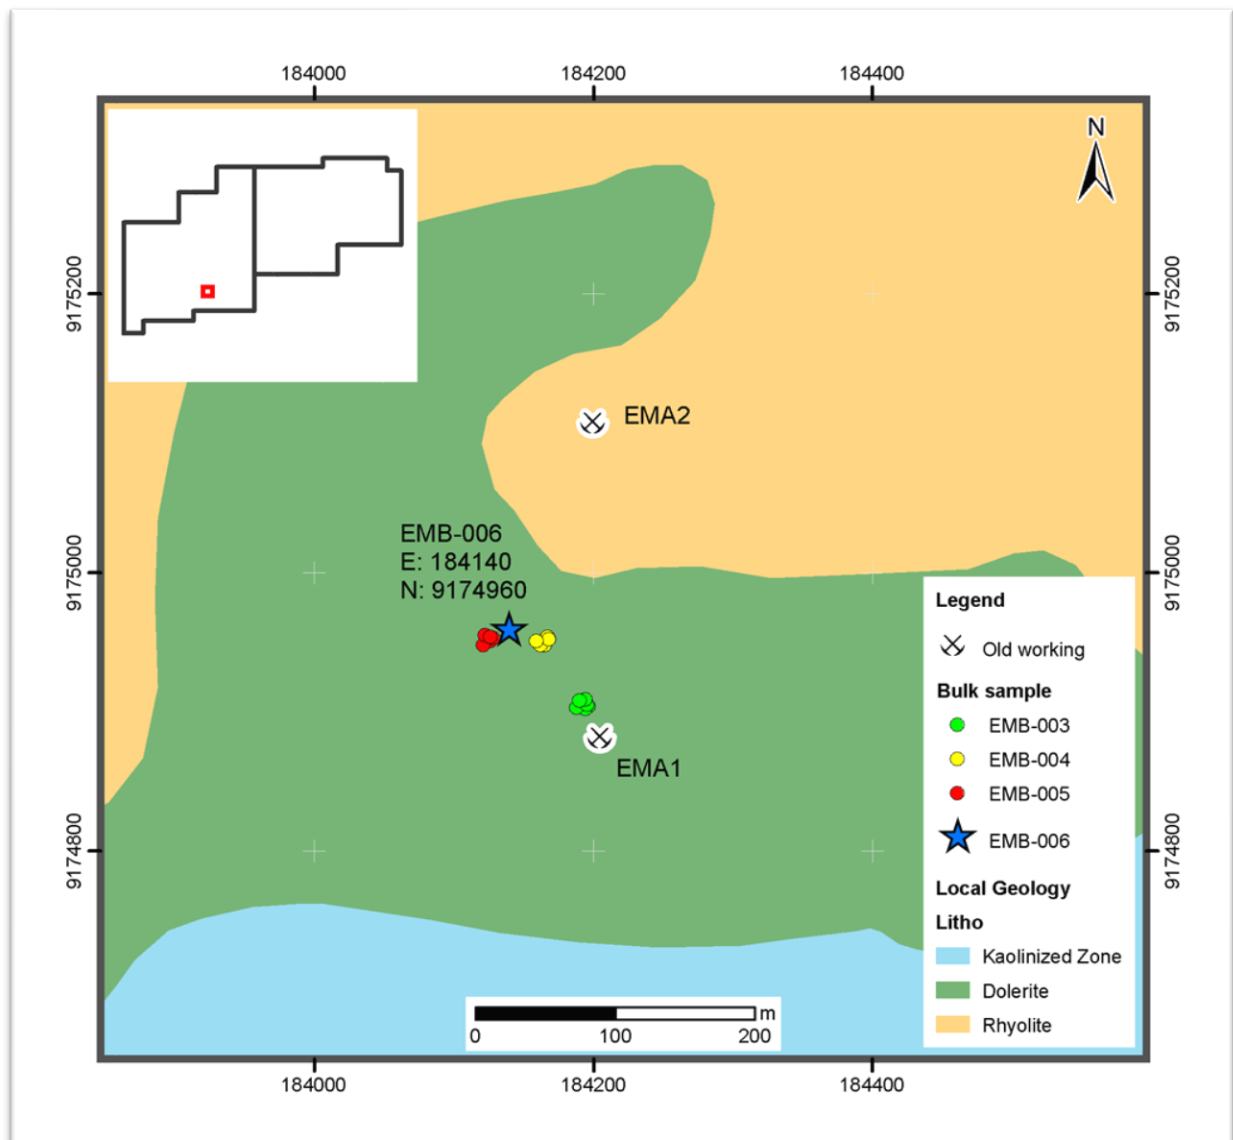 184000
184200
184400
N
9175200
9175200
EMA2
EMB-006
E: 184140
N: 9174960
9175000
9175000
Legend
Old working
Bulk sample
EMB-003
EMB-004
EMB-005
EMB-006
EMA1
9174800
9174800
Local Geology
Litho
Kaolinized Zone
Dolerite
Rhyolite
m
0
100
200
184000
184200
184400